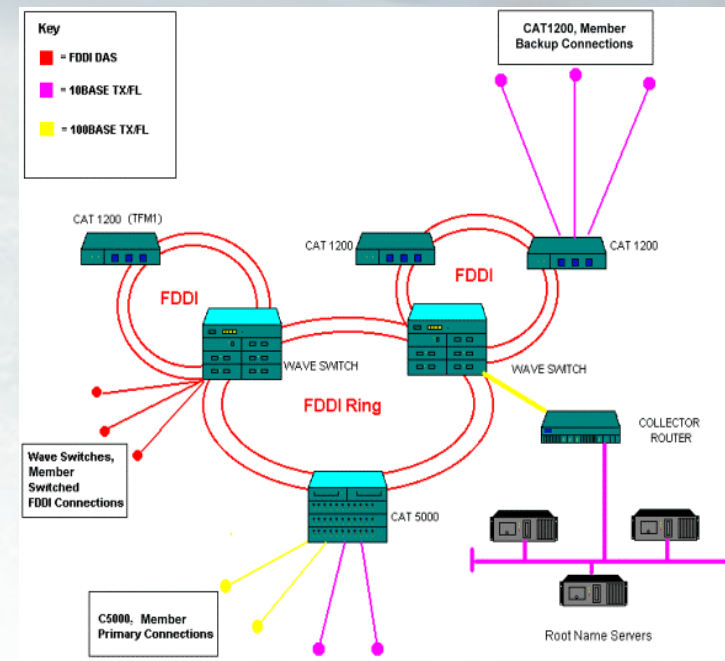 Key
= FDDI DAS
= 10BASE TX/FL
= 100BASE TX/FL
CAT1200, Member
Backup Connections
CAT 1200 (TFM1)
CAT 1200
CAT 1200
FDDI
FDDI
WAVE SWITCH
WAVE SWITCH
FDDI Ring
COLLECTOR
ROUTER
Wave Switches,
Member
Switched
FDDI Connections
CAT 5000
C5000, Member
Primary Connections
Root Name Servers